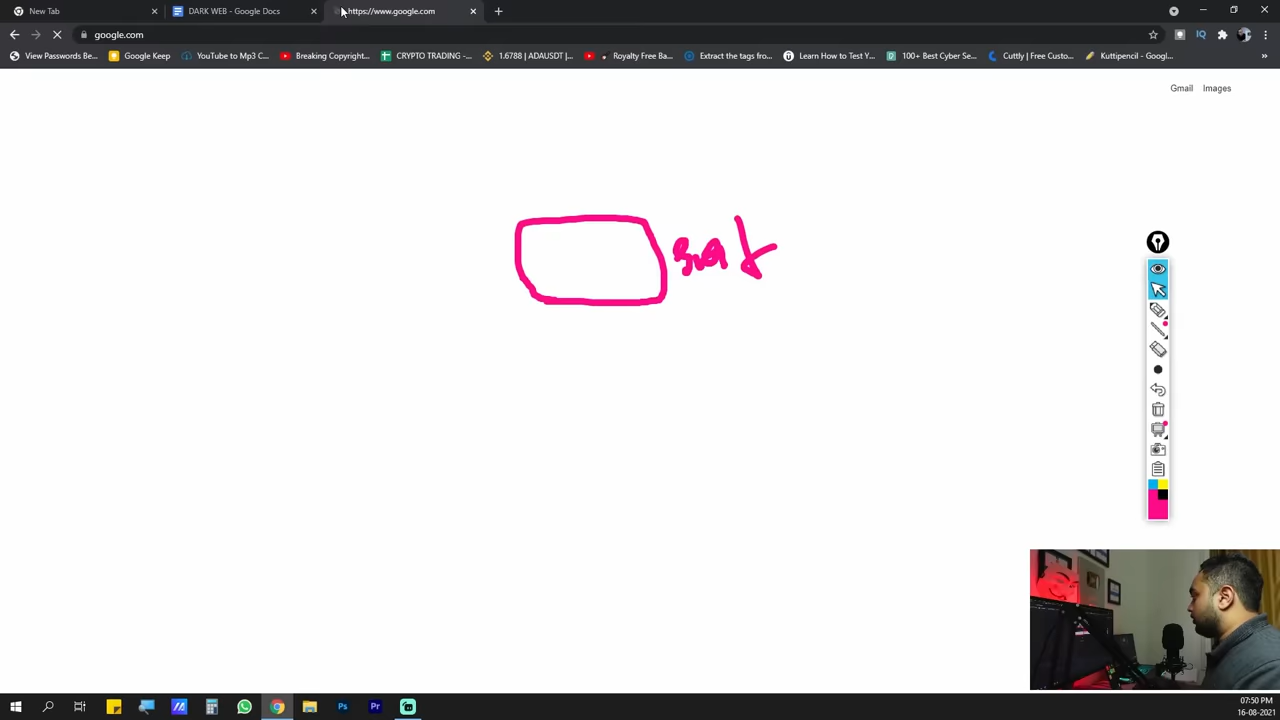 New Tab
DARK WEB - Google Docs
https://www.google.com
google.com
View Passwords Be...
Google Keep
YouTube to Mp3 C...
Breaking Copyright...
CRYPTO TRADING -...
1.6788 | ADAUSDT |...
Royalty Free Ba...
Extract the tags from...
Learn How to Test Y...
100+ Best Cyber Se...
Cuttly | Free Custo...
Kuttipencil - Googl...
Gmail
Images
07:50 PM
16-08-2021